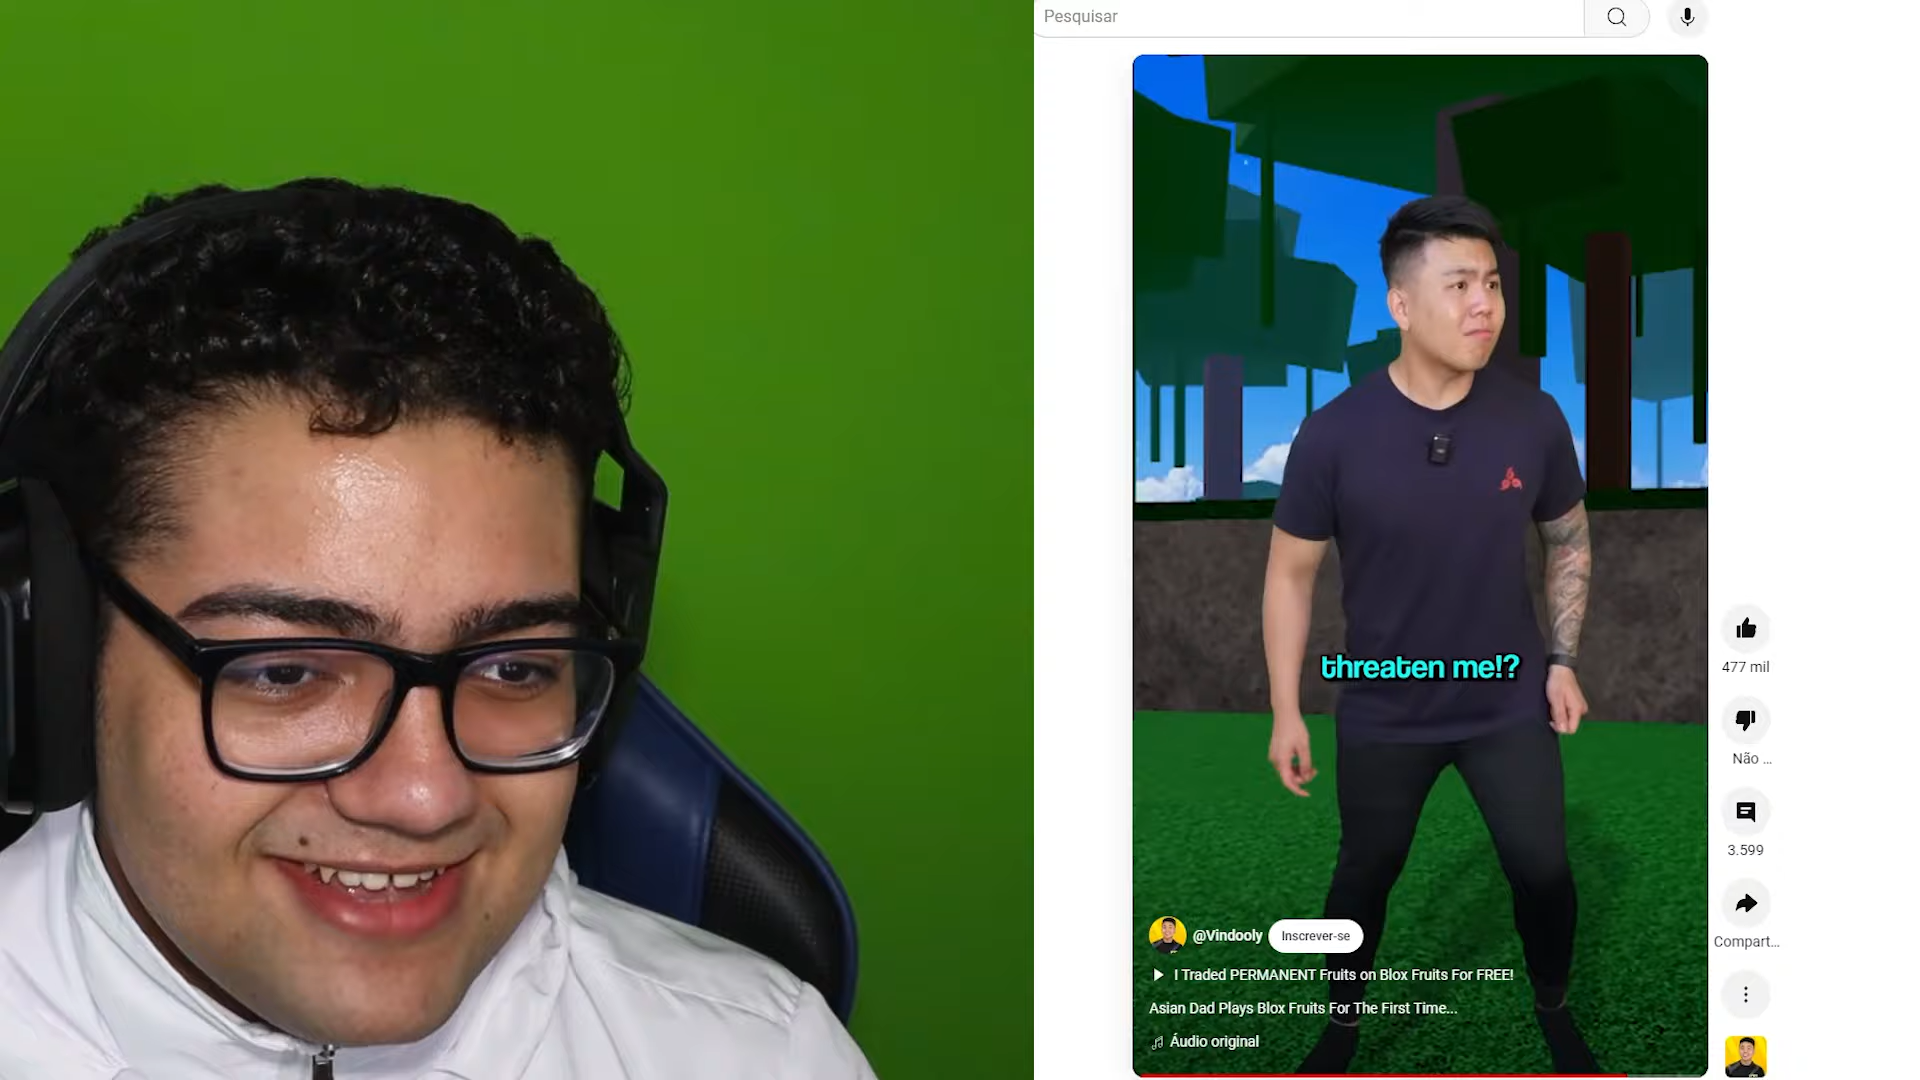 Pesquisar
threaten me!?
477 mil
Não ...
3.599
Compart...
@Vindooly
Inscrever-se
I Traded PERMANENT Fruits on Blox Fruits For FREE!
Asian Dad Plays Blox Fruits For The First Time...
Áudio original